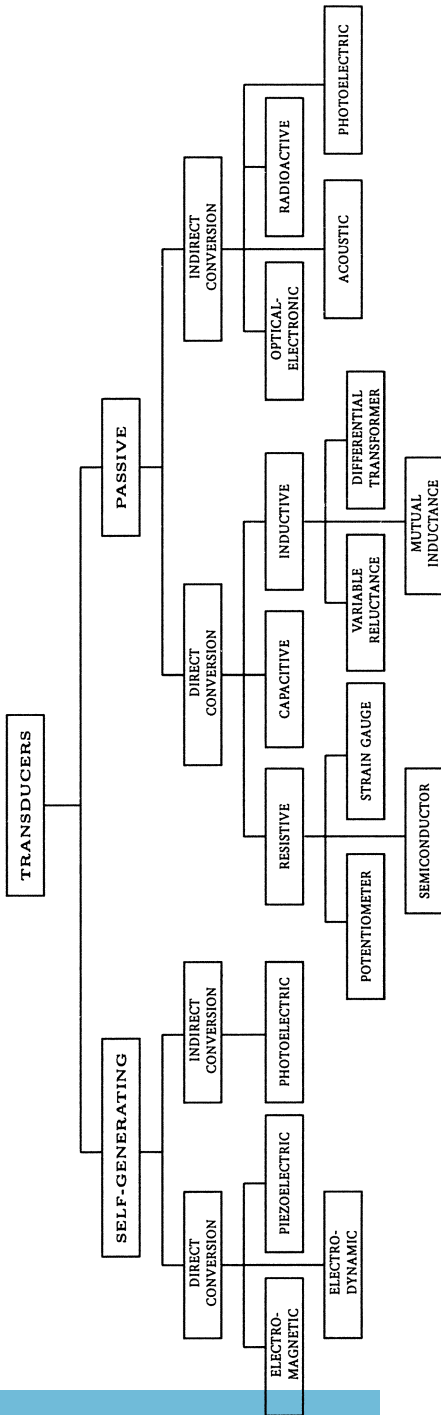 TRANSDUCERS
SELF-GENERATING
PASSIVE
DIRECT
CONVERSION
INDIRECT
CONVERSION
DIRECT
CONVERSION
INDIRECT
CONVERSION
ELECTRO-
MAGNETIC
PIEZOELECTRIC
PHOTOELECTRIC
RESISTIVE
CAPACITIVE
INDUCTIVE
OPTICAL-
ELECTRONIC
RADIOACTIVE
ELECTRO-
DYNAMIC
POTENTIOMETER
STRAIN GAUGE
VARIABLE
RELUCTANCE
DIFFERENTIAL
TRANSFORMER
ACOUSTIC
PHOTOELECTRIC
SEMICONDUCTOR
MUTUAL
INDUCTANCE